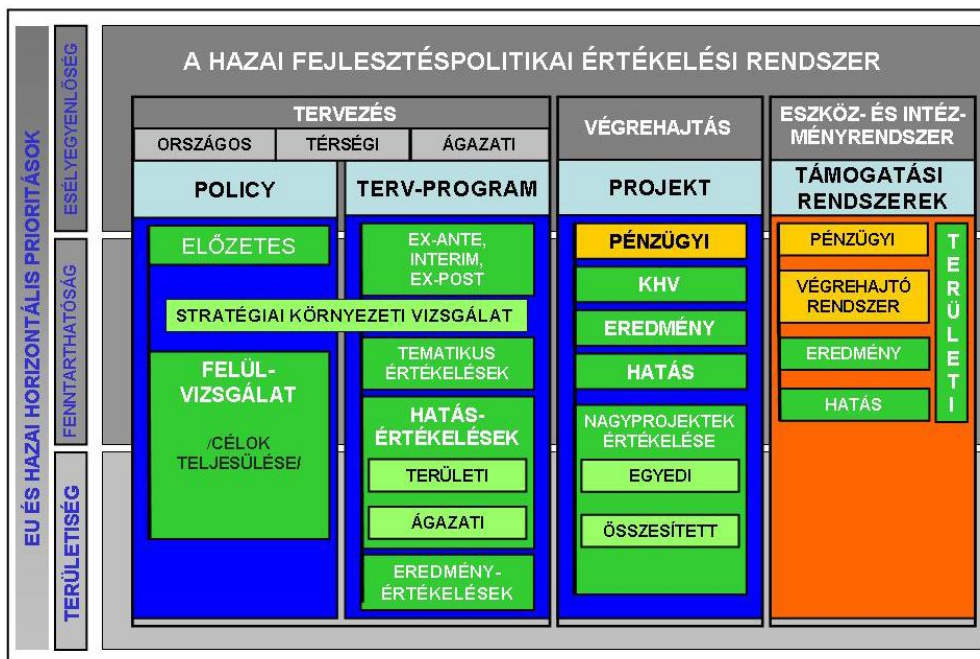 EU ÉS HAZAI HORIZONTÁLIS PRIORITÁSOK
ESÉLYEGYENLŐSÉG
FENNTARTHATÓSÁG
TERÜLETISÉG
A HAZAI FEJLESZTÉSPOLITIKAI ÉRTÉKELÉSI RENDSZER
TERVEZÉS
ORSZÁGOS
TÉRSÉGI
ÁGAZATI
POLICY
ELŐZETES
TERV-PROGRAM
EX-ANTE,
INTERIM,
EX-POST
STRATÉGIAI KÖRNYEZETI VIZSGÁLAT
FELÜL-
VIZSGÁLAT
/CÉLOK
TELJESÜLÉSE/
TEMATIKUS
ÉRTÉKELÉSEK
HATÁS-
ÉRTÉKELÉSEK
TERÜLETI
ÁGAZATI
EREDMÉNY-
ÉRTÉKELÉSEK
VÉGREHAJTÁS
PROJEKT
PÉNZÜGYI
KHV
EREDMÉNY
HATÁS
NAGYPROJEKTEK
ÉRTÉKELÉSE
EGYEDI
ÖSSZESÍTETT
ESZKÖZ- ÉS INTÉZ-
MÉNYRENDSZER
TÁMOGATÁSI
RENDSZEREK
PÉNZÜGYI
VÉGREHAJTÓ
RENDSZER
EREDMÉNY
HATÁS
TERÜLETI